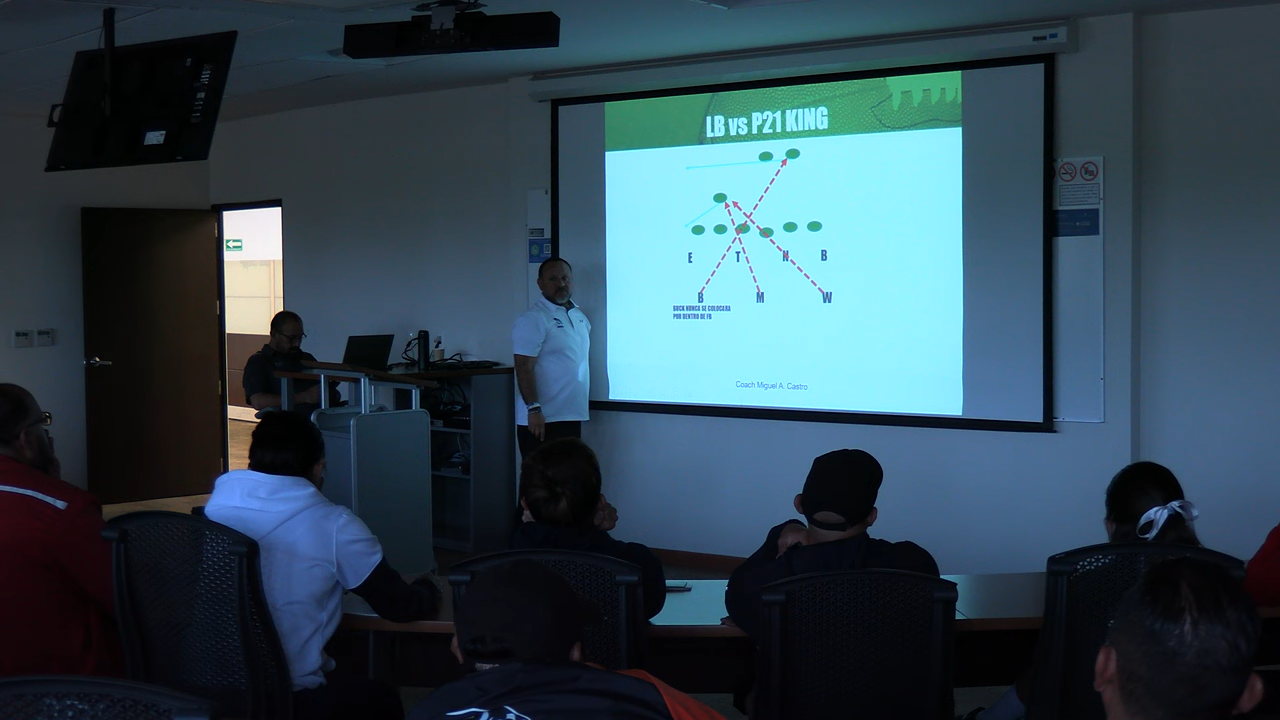 LB vs P21 KING
E T N B
B M W
BUCK NUNCA SE COLOCARA
POR DENTRO DE FB
Coach Miguel A. Castro